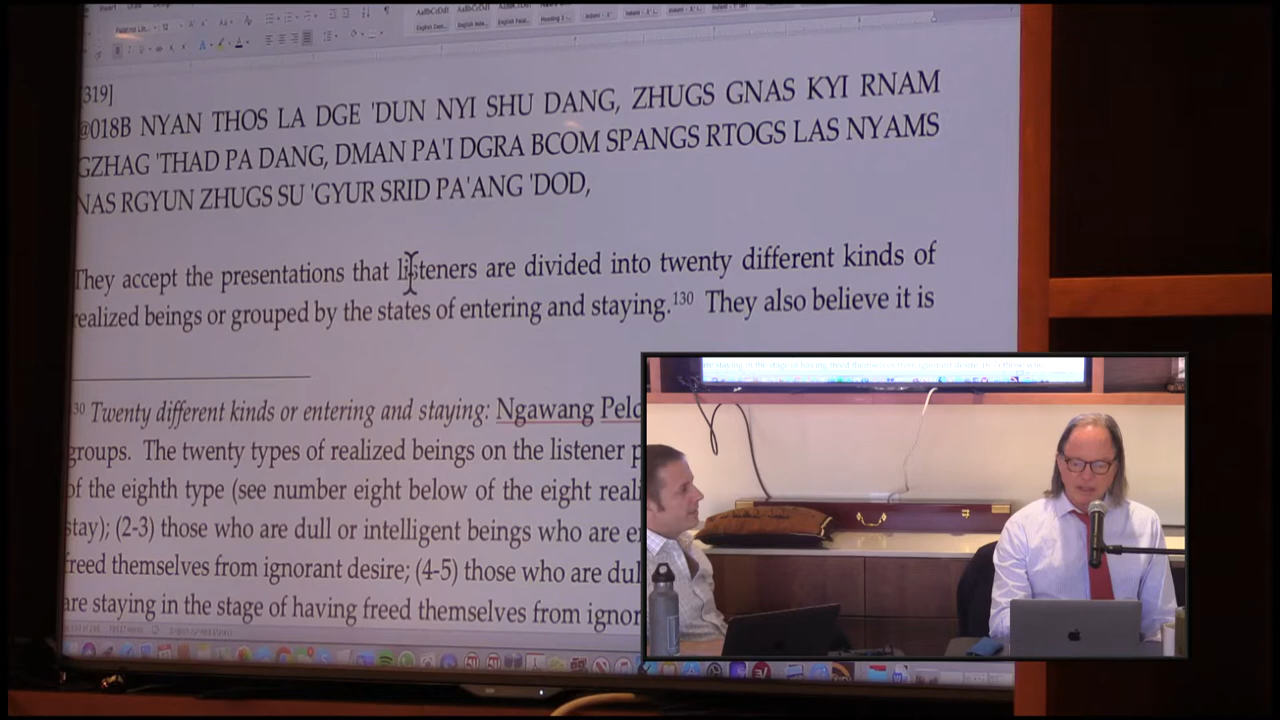 319]
@018B NYAN THOS LA DGE 'DUN NYI SHU DANG, ZHUGS GNAS KYI RNAM
GZHAG 'THAD PA DANG, DMAN PA'I DGRA BCOM SPANGS RTOGS LAS NYAMS
NAS RGYUN ZHUGS SU 'GYUR SRID PA'ANG 'DOD,
They accept the presentations that listeners are divided into twenty different kinds of
realized beings or grouped by the states of entering and staying.130 They also believe it is
130 Twenty different kinds or entering and staying: Ngawang
groups. The twenty types of realized beings on the listener
of the eighth type (see number eight below of the eight
stay); (2-3) those who are dull or intelligent beings who are
freed themselves from ignorant desire; (4-5) those who are
are staying in the stage of having freed themselves from